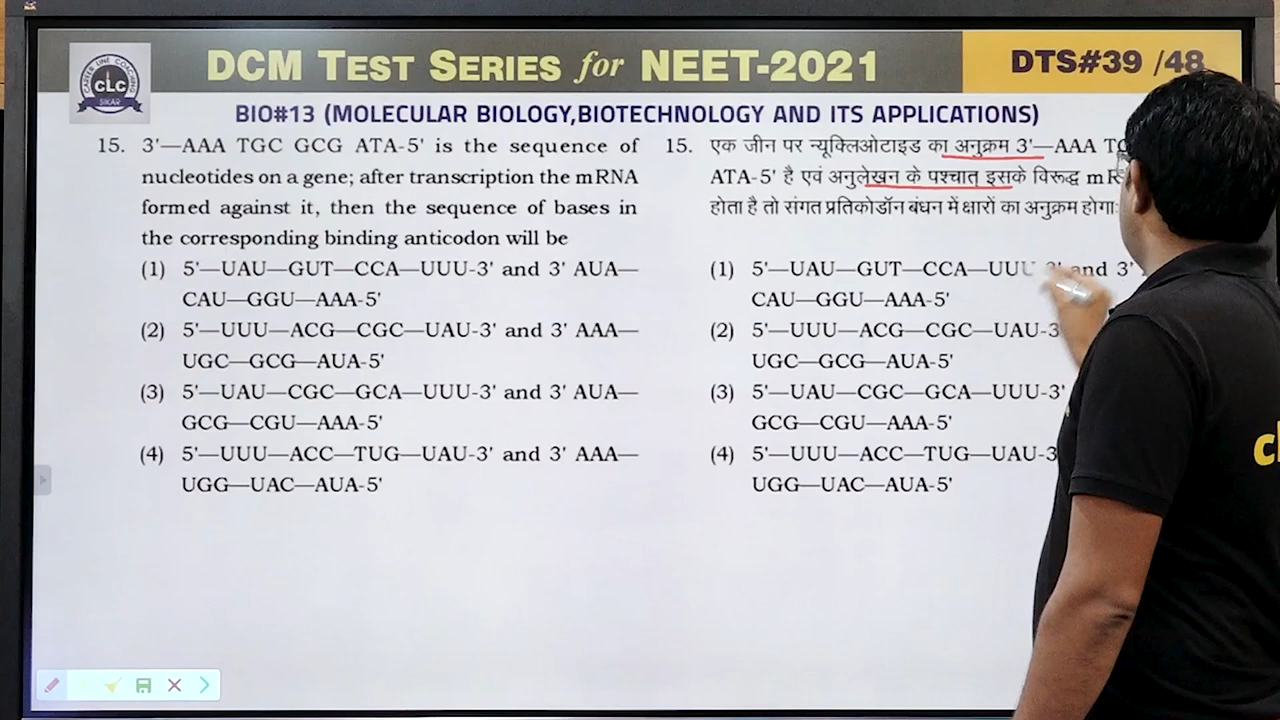 DCM TEST SERIES for NEET-2021
DTS#39 /48
CAREER LINE COACHING
CLC
SIKAR
BIO#13 (MOLECULAR BIOLOGY,BIOTECHNOLOGY AND ITS APPLICATIONS)
15. 3'—AAA TGC GCG ATA-5' is the sequence of
nucleotides on a gene; after transcription the mRNA
formed against it, then the sequence of bases in
the corresponding binding anticodon will be
(1) 5'—UAU—GUT—CCA—UUU-3' and 3' AUA—
CAU—GGU—AAA-5'
(2) 5'—UUU—ACG—CGC—UAU-3' and 3' AAA—
UGC—GCG—AUA-5'
(3) 5'—UAU—CGC—GCA—UUU-3' and 3' AUA—
GCG—CGU—AAA-5'
(4) 5'—UUU—ACC—TUG—UAU-3' and 3' AAA—
UGG—UAC—AUA-5'
15. एक जीन पर न्यूक्लिओटाइड का अनुक्रम 3'—AAA
ATA-5' है एवं अनुलेखन के पश्चात् इसके विरूद्ध
होता है तो संगत प्रतिकोडॉन बंधन में क्षारों का अनुक्रम होगा:
(1) 5'—UAU—GUT—CCA—UUU-3' and 3'
CAU—GGU—AAA-5'
(2) 5'—UUU—ACG—CGC—UAU-3
UGC—GCG—AUA-5'
(3) 5'—UAU—CGC—GCA—UUU-3'
GCG—CGU—AAA-5'
(4) 5'—UUU—ACC—TUG—UAU-3
UGG—UAC—AUA-5'